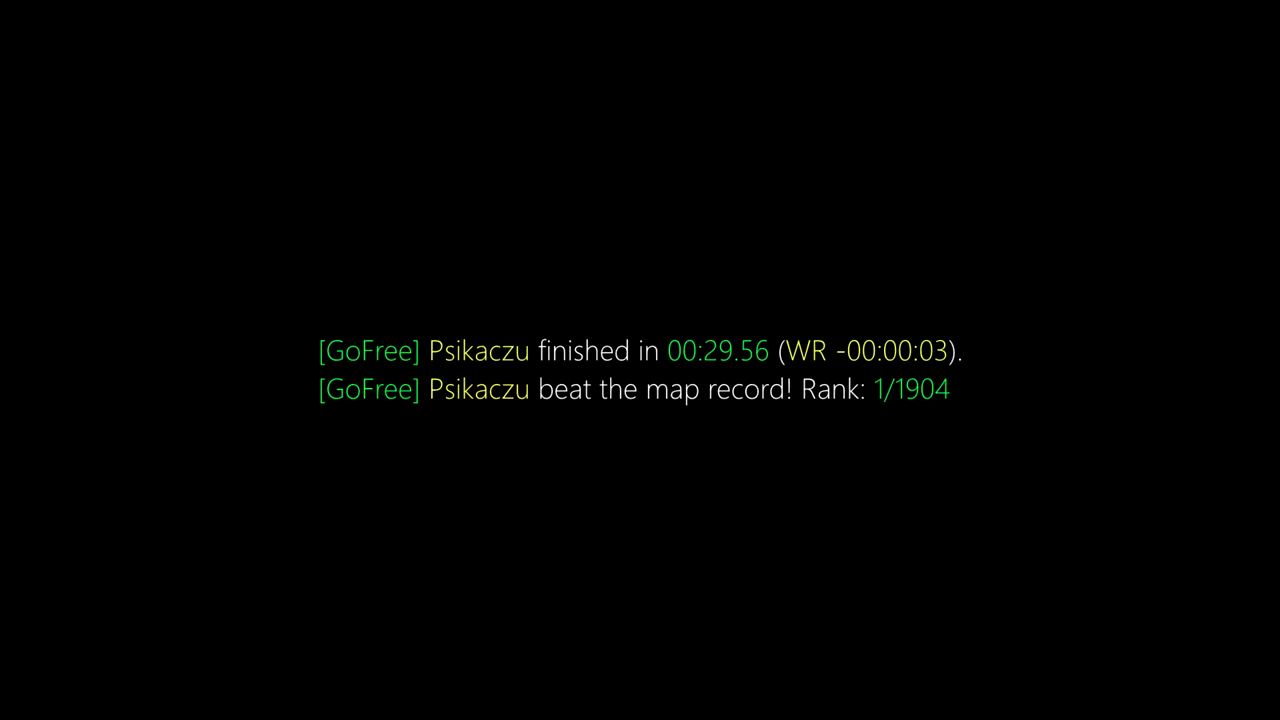 [GoFree] Psikaczu finished in 00:29.56 (WR -00:00:03).
[GoFree] Psikaczu beat the map record! Rank: 1/1904